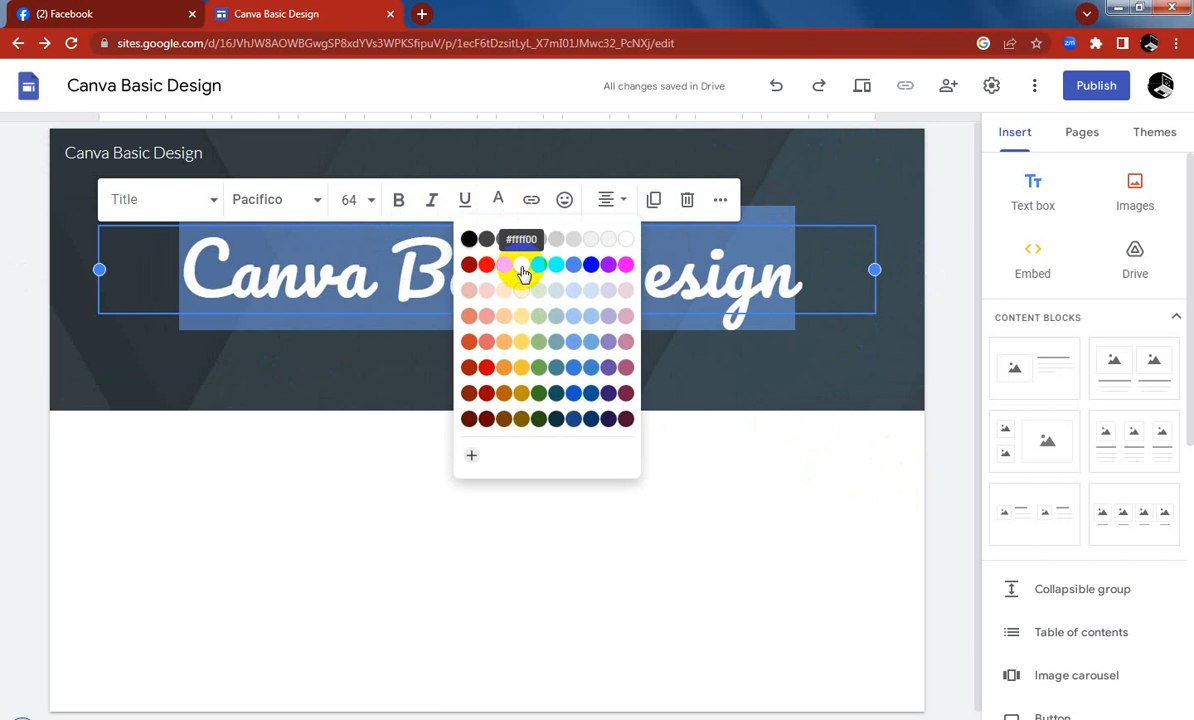 (2) Facebook
Canva Basic Design
sites.google.com/d/16JVhJW8AOWBGwgSP8xdYVs3WPKSfipuV/p/1ecF6tDzsitLyL_X7mI01JMwc32_PcNXj/edit
Canva Basic Design
All changes saved in Drive
Publish
Insert
Pages
Themes
Canva Basic Design
Title
Pacifico
64
#ffff00
Canva B esign
Text box
Images
Embed
Drive
CONTENT BLOCKS
Collapsible group
Table of contents
Image carousel
Button